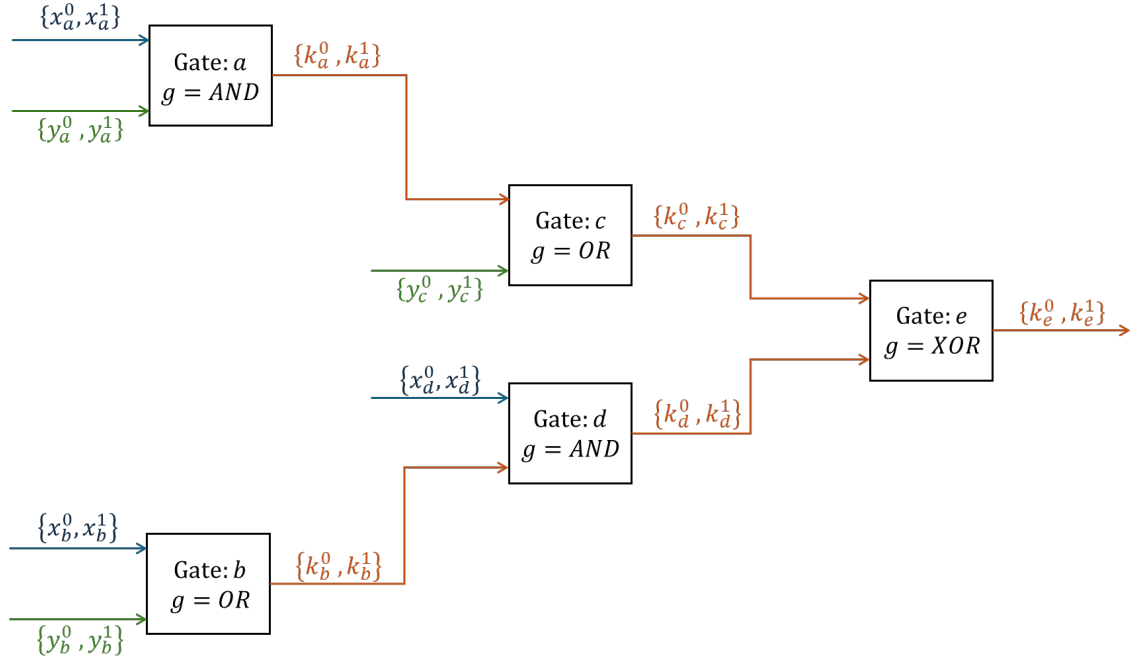 {x_a^0, x_a^1}
Gate: a
g = AND
{k_a^0, k_a^1}
{y_a^0, y_a^1}
Gate: c
g = OR
{k_c^0, k_c^1}
{y_c^0, y_c^1}
Gate: e
g = XOR
{k_e^0, k_e^1}
{x_d^0, x_d^1}
Gate: d
g = AND
{k_d^0, k_d^1}
{x_b^0, x_b^1}
Gate: b
g = OR
{k_b^0, k_b^1}
{y_b^0, y_b^1}